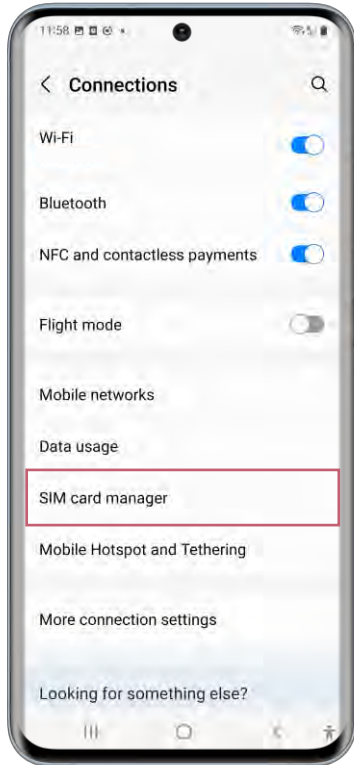 11:58
Connections
Wi-Fi
Bluetooth
NFC and contactless payments
Flight mode
Mobile networks
Data usage
SIM card manager
Mobile Hotspot and Tethering
More connection settings
Looking for something else?